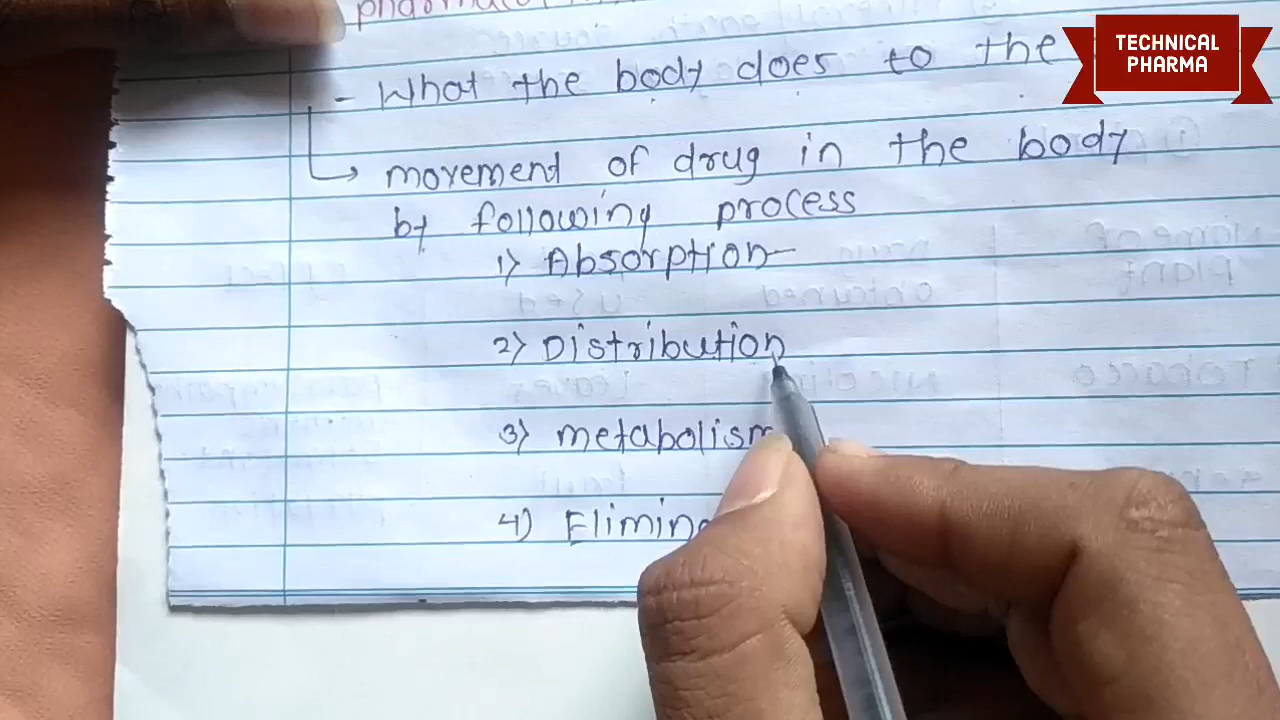 - What the body does to the
movement of drug in the body
by following process
1) Absorption
2) Distribution
3) metabolism
4)
TECHNICAL
PHARMA